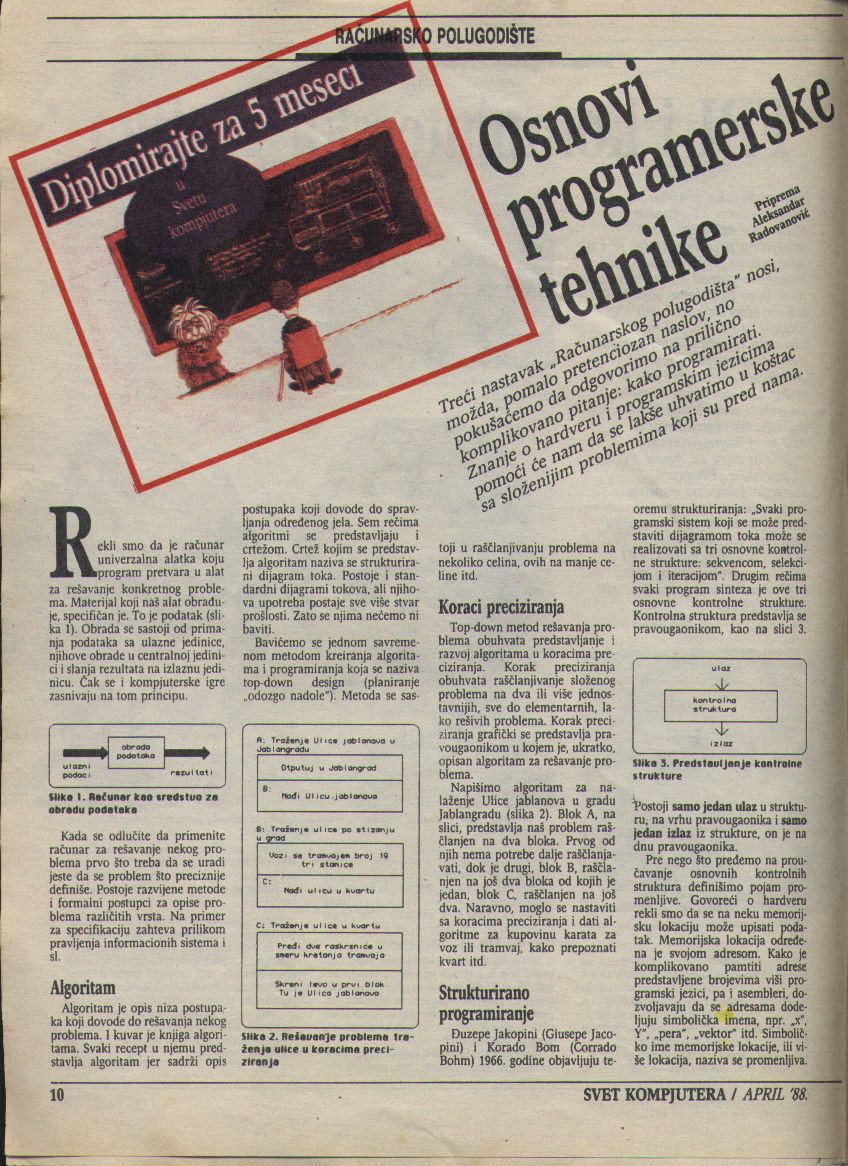 RAČUNARSKO POLUGODIŠTE
Diplomirajte za 5 meseci
u
Svetu
kompjutera
Osnovi
programerske
tehnike
Priprema
Aleksandar
Radovanović
Treći nastavak „Računarskog polugodišta” nosi,
možda, pomalo pretenciozan naslov, no
pokušaćemo da odgovorimo na prilično
komplikovano pitanje: kako programirati.
Znanje o hardveru i programskim jezicima
pomoći će nam da se lakše uhvatimo u koštac
sa složenijim problemima koji su pred nama.
Rekli smo da je računar
univerzalna alatka koju
program pretvara u alat
za rešavanje konkretnog proble-
ma. Materijal koji naš alat obrađu-
je, specifičan je. To je podatak (sli-
ka 1). Obrada se sastoji od prima-
nja podataka sa ulazne jedinice,
njihove obrade u centralnoj jedini-
ci i slanja rezultata na izlaznu jedi-
nicu. Čak se i kompjuterske igre
zasnivaju na tom principu.
ulazni
podaci
obrada
podataka
rezultati
Slika 1. Računar kao sredstvo za
obradu podataka
Kada se odlučite da primenite
računar za rešavanje nekog pro-
blema prvo što treba da se uradi
jeste da se problem što preciznije
definiše. Postoje razvijene metode
i formalni postupci za opise pro-
blema različitih vrsta. Na primer
za specifikaciju zahteva prilikom
pravljenja informacionih sistema i
sl.
Algoritam
Algoritam je opis niza postupa-
ka koji dovode do rešavanja nekog
problema. I kuvar je knjiga algori-
tama. Svaki recept u njemu pred-
stavlja algoritam jer sadrži opis
postupaka koji dovode do sprav-
ljanja određenog jela. Sem rečima
algoritmi se predstavljaju i
crtežom. Crtež kojim se predstav-
lja algoritam naziva se strukturira-
ni dijagram toka. Postoje i stan-
dardni dijagrami tokova, ali njiho-
va upotreba postaje sve više stvar
prošlosti. Zato se njima nećemo ni
baviti.
Bavićemo se jednom savreme-
nom metodom kreiranja algorita-
ma i programiranja koja se naziva
top-down design (planiranje
„odozgo nadole”). Metoda se sas-
A: Traženje Ulice jablanova u
Jablangradu
Otputuj u Jablangrad
B:
Nađi Ulicu jablanova
B: Traženje ulice po stizanju
u grad
Vozi se tramvajem broj 19
tri stanice
C:
Nađi ulicu u kvartu
C: Traženje ulice u kvartu
Pređi dve raskrsnice u
smeru kretanja tramvaja
Skreni levo u prvi blok
Tu je Ulica jablanova
Slika 2. Rešavanje problema tra-
ženja ulice u koracima preci-
ziranja
toji u raščlanjivanju problema na
nekoliko celina, ovih na manje ce-
line itd.
Koraci preciziranja
Top-down metod rešavanja pro-
blema obuhvata predstavljanje i
razvoj algoritama u koracima pre-
ciziranja. Korak preciziranja
obuhvata raščlanjivanje složenog
problema na dva ili više jednos-
tavnijih, sve do elementarnih, la-
ko rešivih problema. Korak preci-
ziranja grafički se predstavlja pra-
vougaonikom u kojem je, ukratko,
opisan algoritam za rešavanje pro-
blema.
Napišimo algoritam za na-
laženje Ulice jablanova u gradu
Jablangradu (slika 2). Blok A, na
slici, predstavlja naš problem raš-
članjen na dva bloka. Prvog od
njih nema potrebe dalje raščlanja-
vati, dok je drugi, blok B, raščla-
njen na još dva bloka od kojih je
jedan, blok C, raščlanjen na još
dva. Naravno, moglo se nastaviti
sa koracima preciziranja i dati al-
goritme za kupovinu karata za
voz ili tramvaj, kako prepoznati
kvart itd.
Strukturirano
programiranje
Đuzepe Jakopini (Giusepe Jaco-
pini) i Korado Bom (Corrado
Bohm) 1966. godine objavljuju te-
oremu strukturiranja: „Svaki pro-
gramski sistem koji se može pred-
staviti dijagramom toka može se
realizovati sa tri osnovne kontrol-
ne strukture: sekvencom, selekci-
jom i iteracijom”. Drugim rečima
svaki program sinteza je ove tri
osnovne kontrolne strukture.
Kontrolna struktura predstavlja se
pravougaonikom, kao na slici 3.
ulaz
kontrolna
struktura
izlaz
Slika 3. Predstavljanje kontrolne
strukture
Postoji samo jedan ulaz u struktu-
ru, na vrhu pravougaonika i samo
jedan izlaz iz strukture, on je na
dnu pravougaonika.
Pre nego što pređemo na prou-
čavanje osnovnih kontrolnih
struktura definišimo pojam pro-
menljive. Govoreći o hardveru
rekli smo da se na neku memorij-
sku lokaciju može upisati poda-
tak. Memorijska lokacija određe-
na je svojom adresom. Kako je
komplikovano pamtiti adrese
predstavljene brojevima viši pro-
gramski jezici, pa i asembleri, do-
zvoljavaju da se adresama dode-
ljuju simbolička imena, npr. „x”,
Y”, „pera”, „vektor” itd. Simbolič-
ko ime memorijske lokacije, ili vi-
še lokacija, naziva se promenljiva.
10
SVET KOMPJUTERA / APRIL '88.